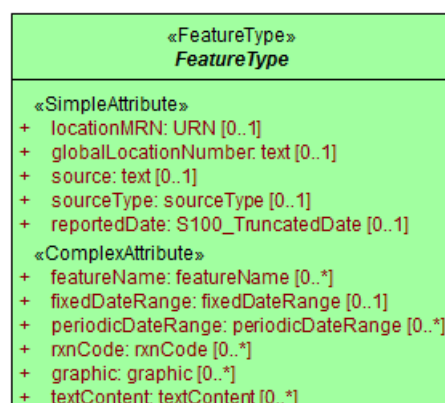 «FeatureType»
FeatureType
«SimpleAttribute»
+ locationMRN: URN [0..1]
+ globalLocationNumber: text [0..1]
+ source: text [0..1]
+ sourceType: sourceType [0..1]
+ reportedDate: S100_TruncatedDate [0..1]
«ComplexAttribute»
+ featureName: featureName [0..*]
+ fixedDateRange: fixedDateRange [0..1]
+ periodicDateRange: periodicDateRange [0..*]
+ rxnCode: rxnCode [0..*]
+ graphic: graphic [0..*]
+ textContent: textContent [0..*]